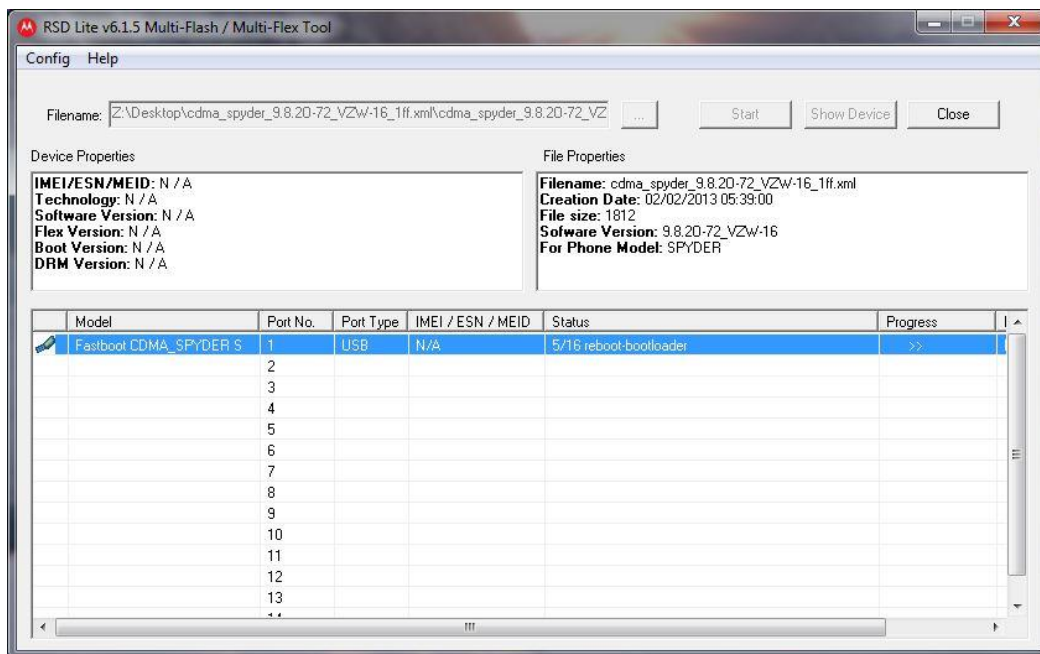 RSD Lite v6.1.5 Multi-Flash / Multi-Flex Tool
Config Help
Filename: Z:\Desktop\cdma_spyder_9.8.2O-72_VZW-16_1ff.xml\cdma_spyder_9.8.2O-72_VZ ... Start Show Device Close
Device Properties
IMEI/ESN/MEID: N / A
Technology: N / A
Software Version: N / A
Flex Version: N / A
Boot Version: N / A
DRM Version: N / A
File Properties
Filename: cdma_spyder_9.8.2O-72_VZW-16_1ff.xml
Creation Date: 02/02/2013 05:39:00
File size: 1812
Sofware Version: 9.8.2O-72_VZW-16
For Phone Model: SPYDER
Model Port No. Port Type IMEI / ESN / MEID Status Progress
Fastboot CDMA_SPYDER S 1 USB N/A 5/16 reboot-bootloader >>
2
3
4
5
6
7
8
9
10
11
12
13